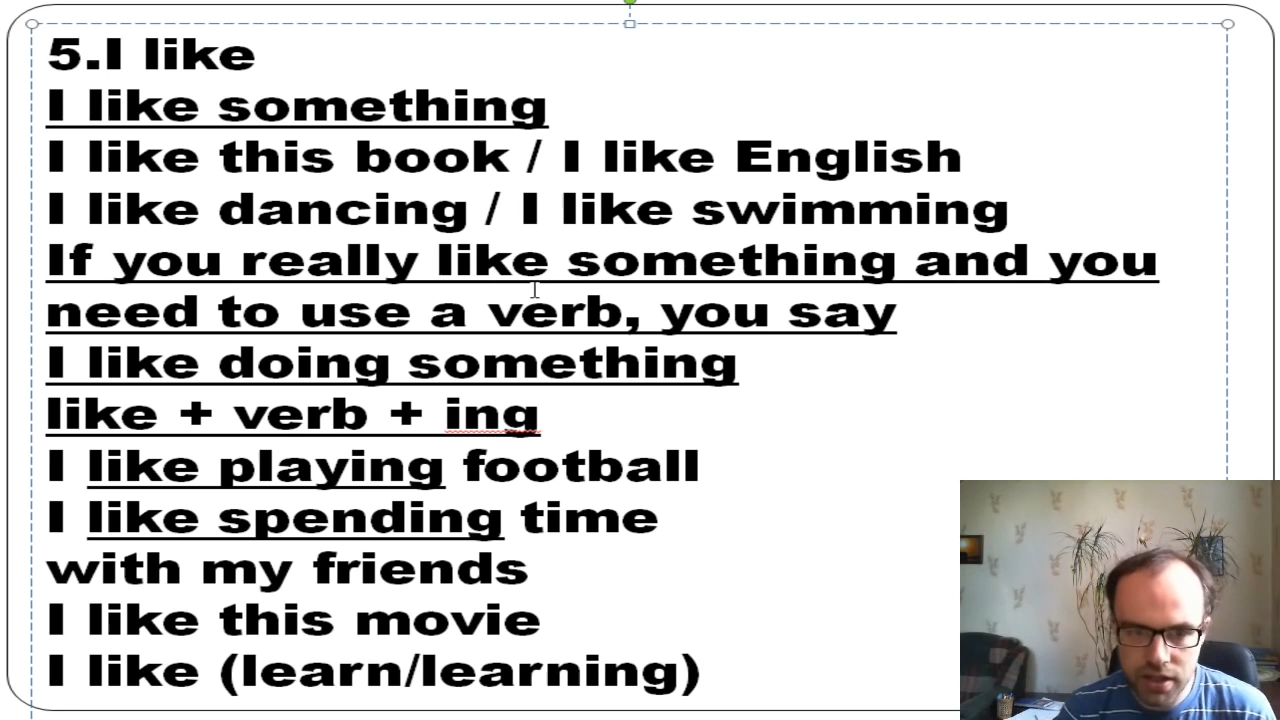 5.I like
I like something
I like this book / I like English
I like dancing / I like swimming
If you really like something and you
need to use a verb, you say
I like doing something
like + verb + ing
I like playing football
I like spending time
with my friends
I like this movie
I like (learn/learning)